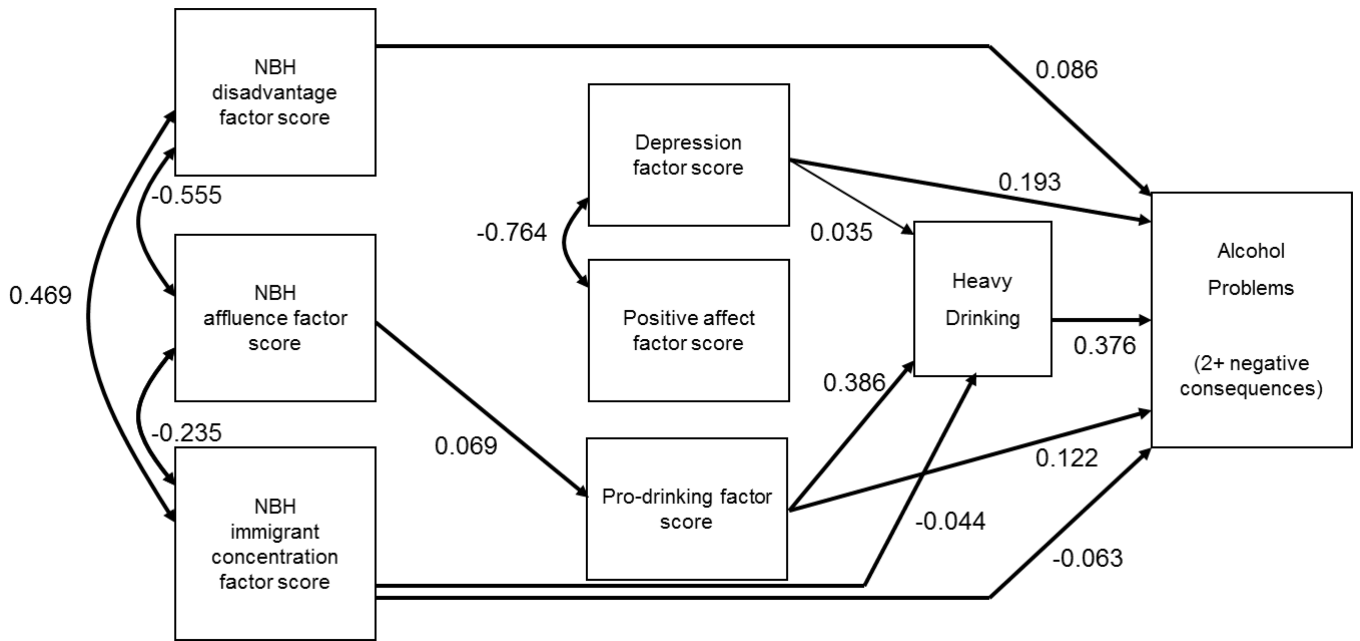 NBH
disadvantage
factor score
0.086
Depression
factor score
0.193
-0.555
-0.764
0.035
Alcohol
Problems
(2+ negative
consequences)
0.469
NBH
affluence factor
score
Positive affect
factor score
Heavy
Drinking
0.376
0.386
-0.235
0.069
0.122
NBH
immigrant
concentration
factor score
Pro-drinking factor
score
-0.044
-0.063